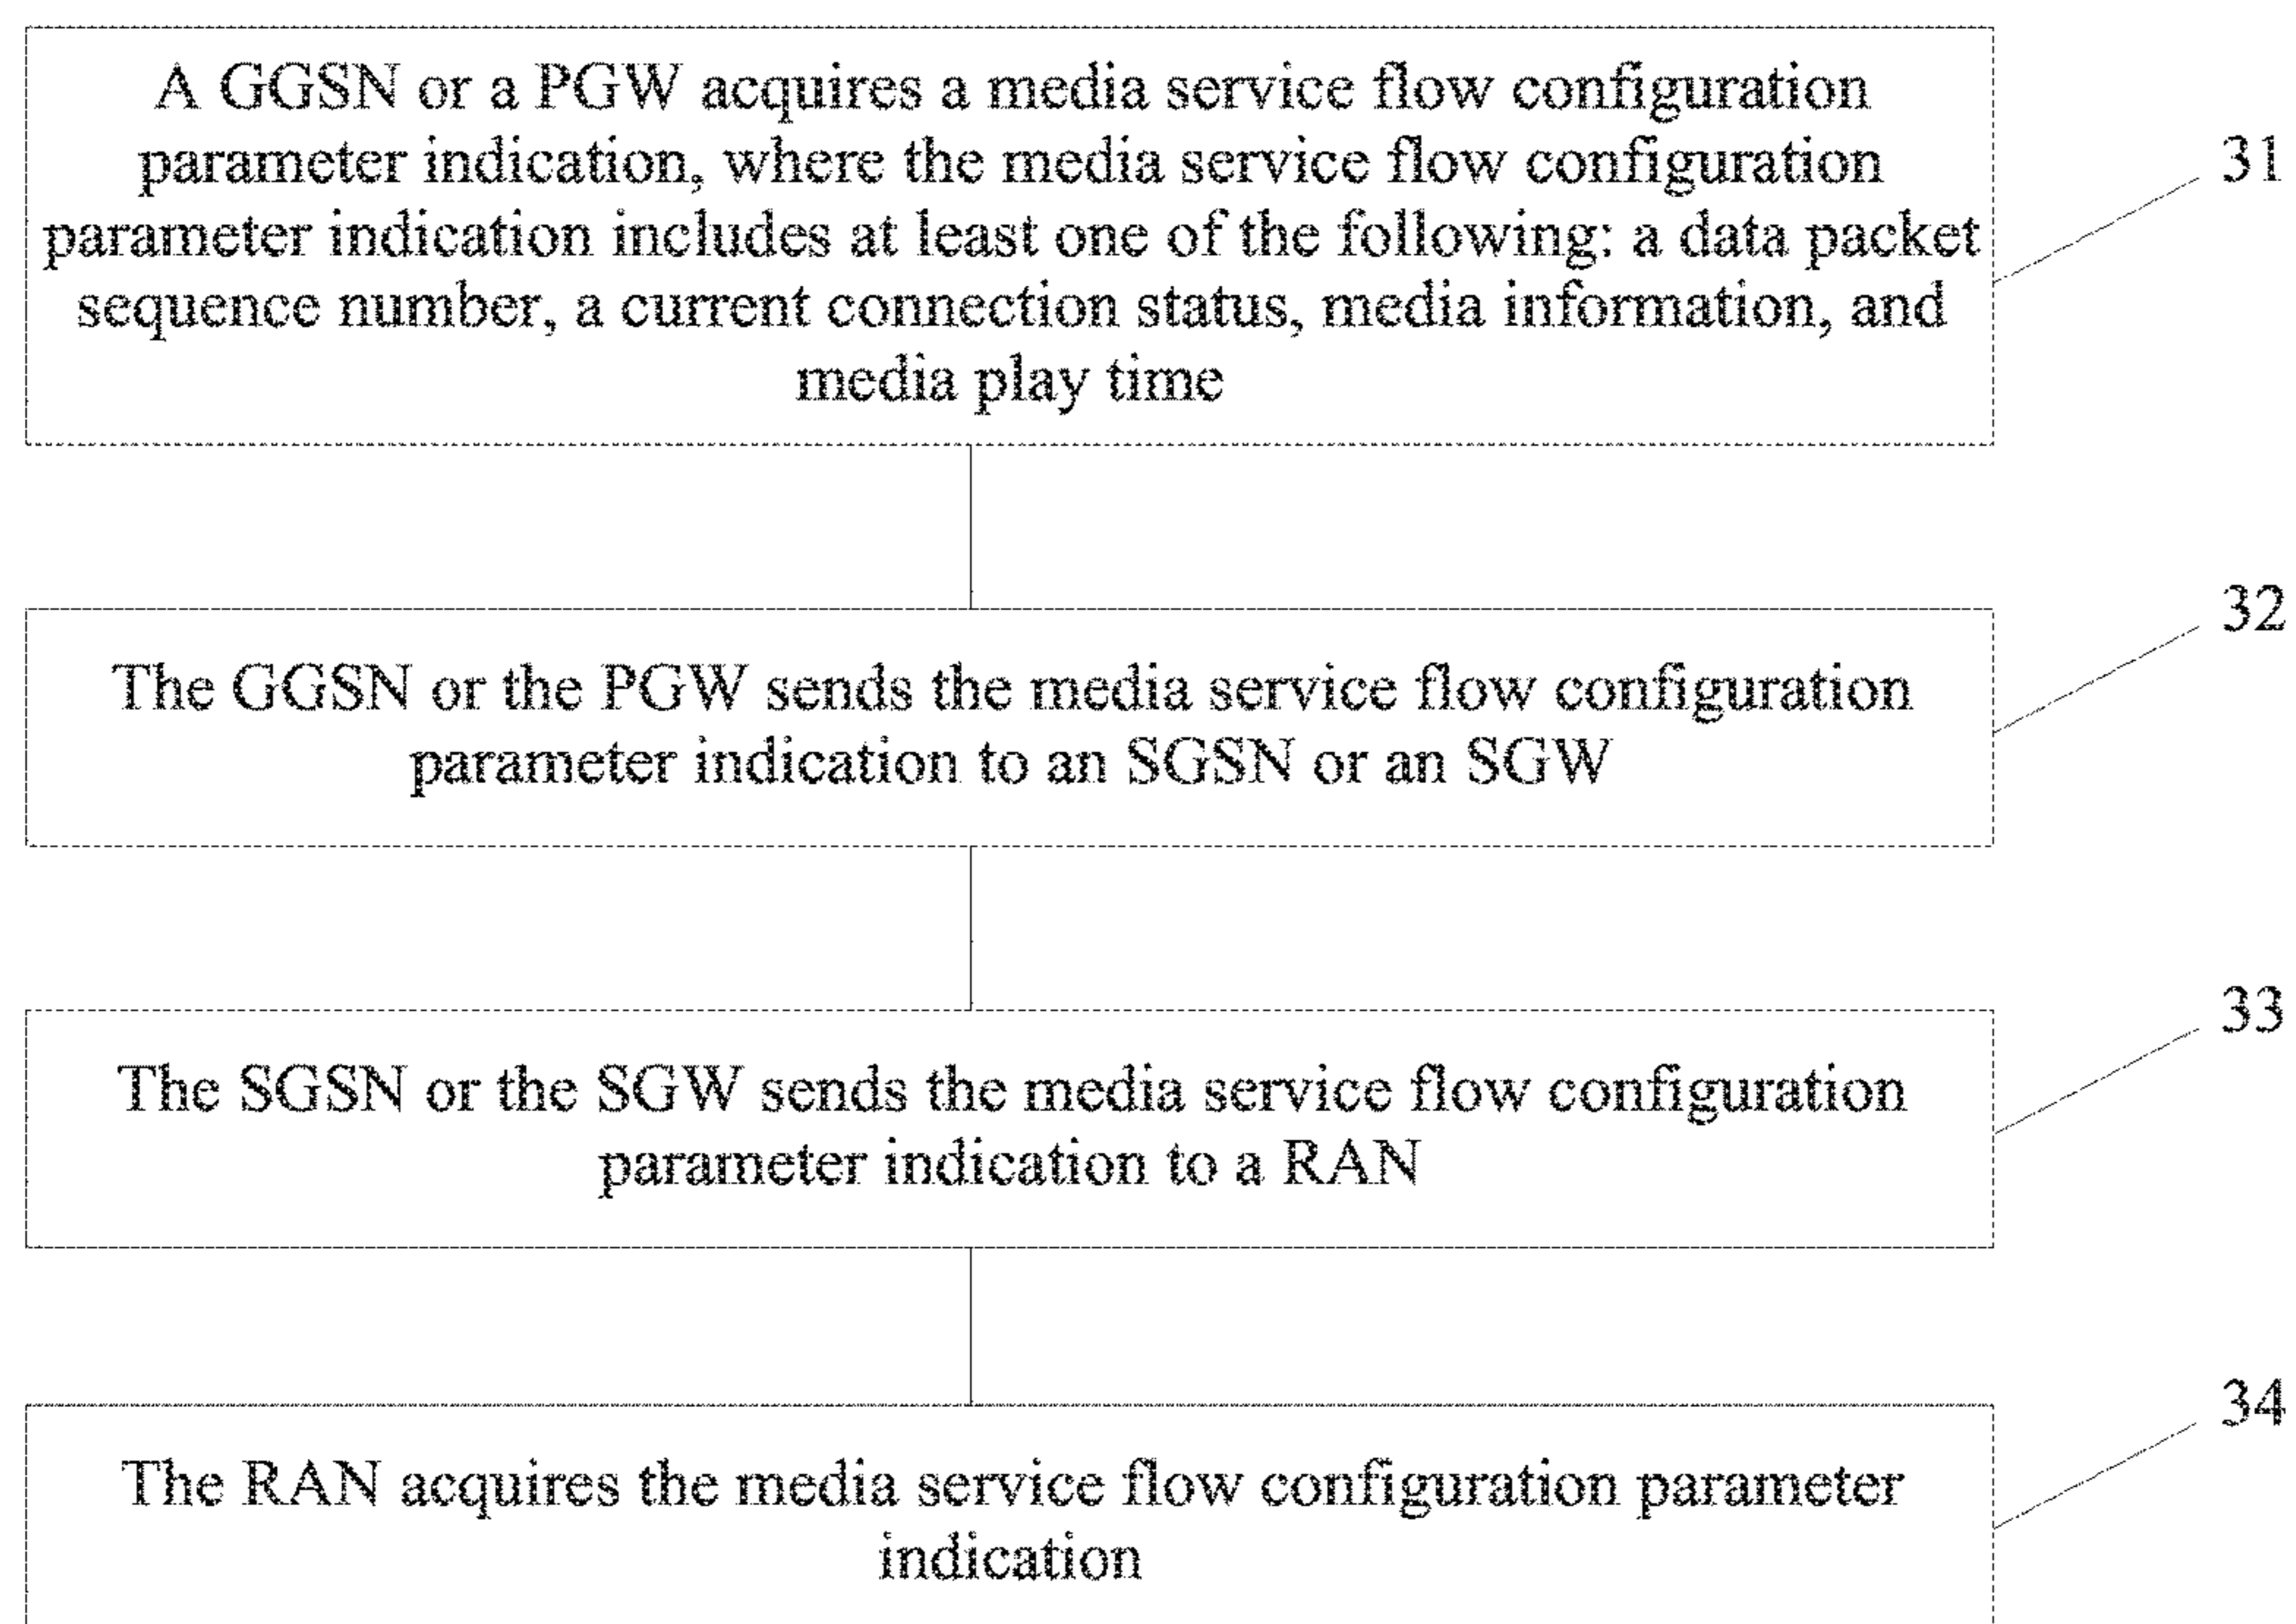 A GGSN or a PGW acquires a media service flow configuration
parameter indication, where the media service flow configuration
parameter indication includes at least one of the following: a data packet
sequence number, a current connection status, media information, and
media play time
31
The GGSN or the PGW sends the media service flow configuration
parameter indication to an SGSN or an SGW
32
The SGSN or the SGW sends the media service flow configuration
parameter indication to a RAN
33
The RAN acquires the media service flow configuration parameter
indication
34